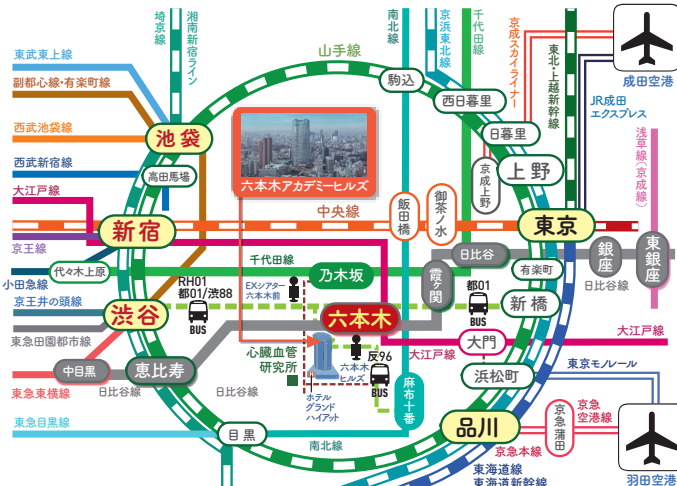 埼京線
湘南新宿ライン
南北線
京浜東北線
千代田線
京成スカイライナー
東北・上越新幹線
成田空港
JR成田
エクスプレス
浅草線(京成線)
山手線
駒込
西日暮里
日暮里
東武東上線
副都心線・有楽町線
西武池袋線
西武新宿線
大江戸線
池袋
高田馬場
六本木アカデミーヒルズ
京成上野
上野
中央線
飯田橋
御茶ノ水
新宿
東京
京王線
小田急線
代々木上原
千代田線
乃木坂
霞ヶ関
日比谷
有楽町
銀座
東銀座
日比谷線
京王井の頭線
渋谷
RH01
都01/渋88
BUS
EXシアター
六本木前
六本木
都01
BUS
新橋
東急田園都市線
大江戸線
大門
大江戸線
心臓血管
研究所
六本木
ヒルズ
反96
BUS
中目黒
恵比寿
日比谷線
日比谷線
東急東横線
ホテル
グランド
ハイアット
麻布十番
浜松町
東京モノレール
東急目黒線
目黒
南北線
品川
京急蒲田
京急
空港線
京急本線
東海道線
東海道新幹線
羽田空港